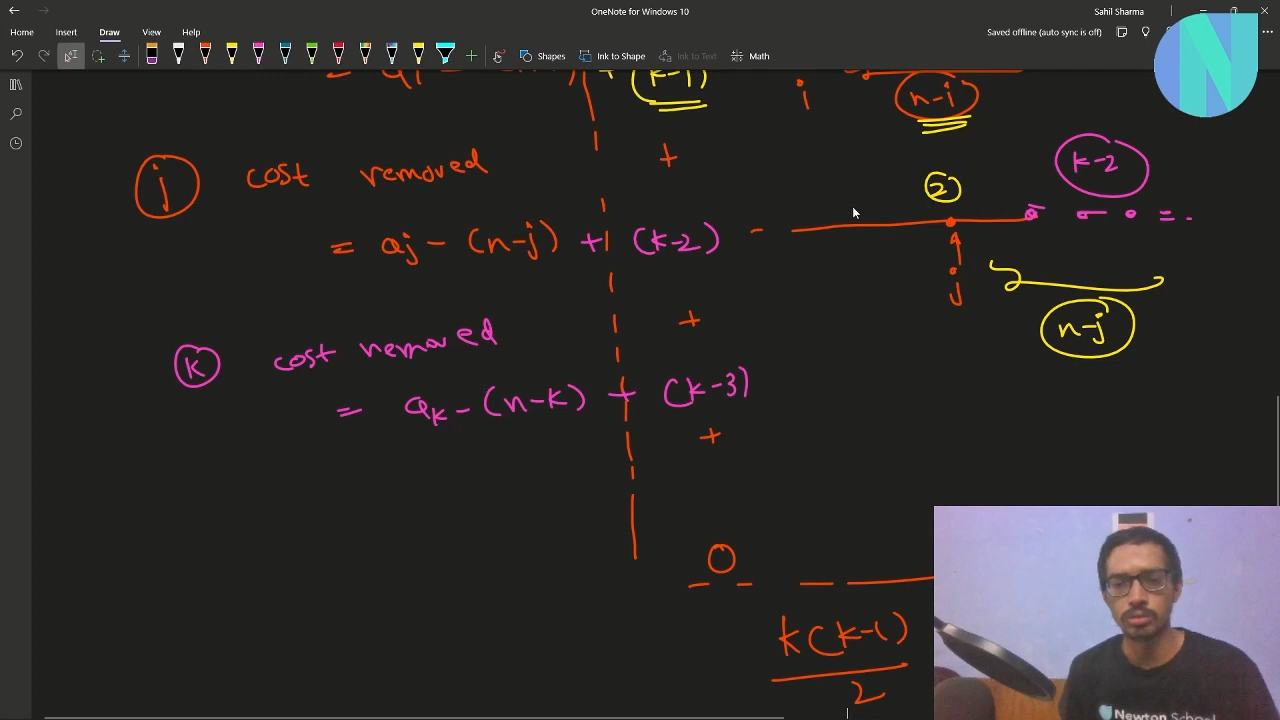 OneNote for Windows 10
Sahil Sharma
Home Insert Draw View Help
Saved offline (auto sync is off)
Shapes Ink to Shape Ink to Text Math
+ (k-1)
i
n-i
+
j cost removed
2
k-2
= aj - (n-j) + (k-2)
j
n-j
+
k cost removed
= ak - (n-k) + (k-3)
+
0
k(k-1)
2
Newton School